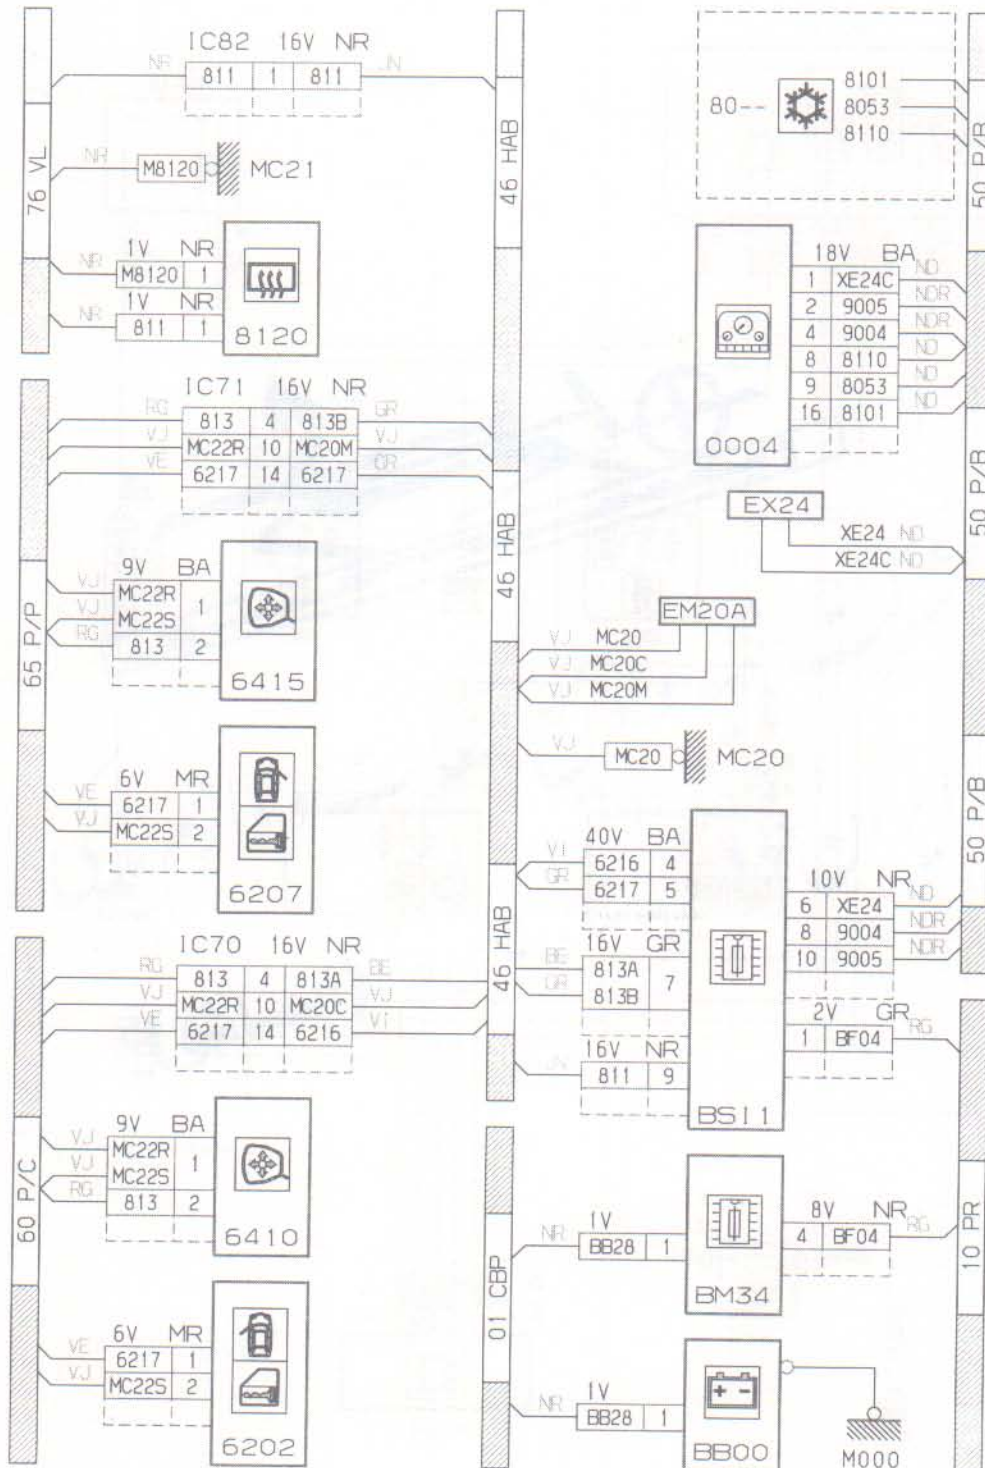 IC82 16V NR
NR 811 1 811 JN
76 VL
46 HAB
NR M8120 MC21
1V NR
NR M8120 1
1V NR
NR 811 1
8120
80--
8101
8053
8110
50 P/B
18V BA
1 XE24C ND
2 9005 NDR
4 9004 NDR
8 8110 ND
9 8053 ND
16 8101 ND
0004
IC71 16V NR
RG 813 4 813B GR
VJ MC22R 10 MC20M VJ
VE 6217 14 6217 OR
46 HAB
50 P/B
EX24
XE24 ND
XE24C ND
65 P/P
9V BA
VJ MC22R 1
VJ MC22S
RG 813 2
6415
EM20A
VJ MC20
VJ MC20C
VJ MC20M
VJ MC20 MC20
6V MR
VE 6217 1
VJ MC22S 2
6207
50 P/B
40V BA
VI 6216 4
GR 6217 5
16V GR
BE 813A 7
GR 813B
16V NR
JN 811 9
BSI1
10V NR
6 XE24 ND
8 9004 NDR
10 9005 NDR
2V GR
1 BF04 RG
46 HAB
IC70 16V NR
RG 813 4 813A BE
VJ MC22R 10 MC20C VJ
VE 6217 14 6216 VI
60 P/C
9V BA
VJ MC22R 1
VJ MC22S
RG 813 2
6410
01 CBP
1V
NR BB28 1
BM34
8V NR
4 BF04 RG
10 PR
6V MR
VE 6217 1
VJ MC22S 2
6202
1V
NR BB28 1
BB00
M000